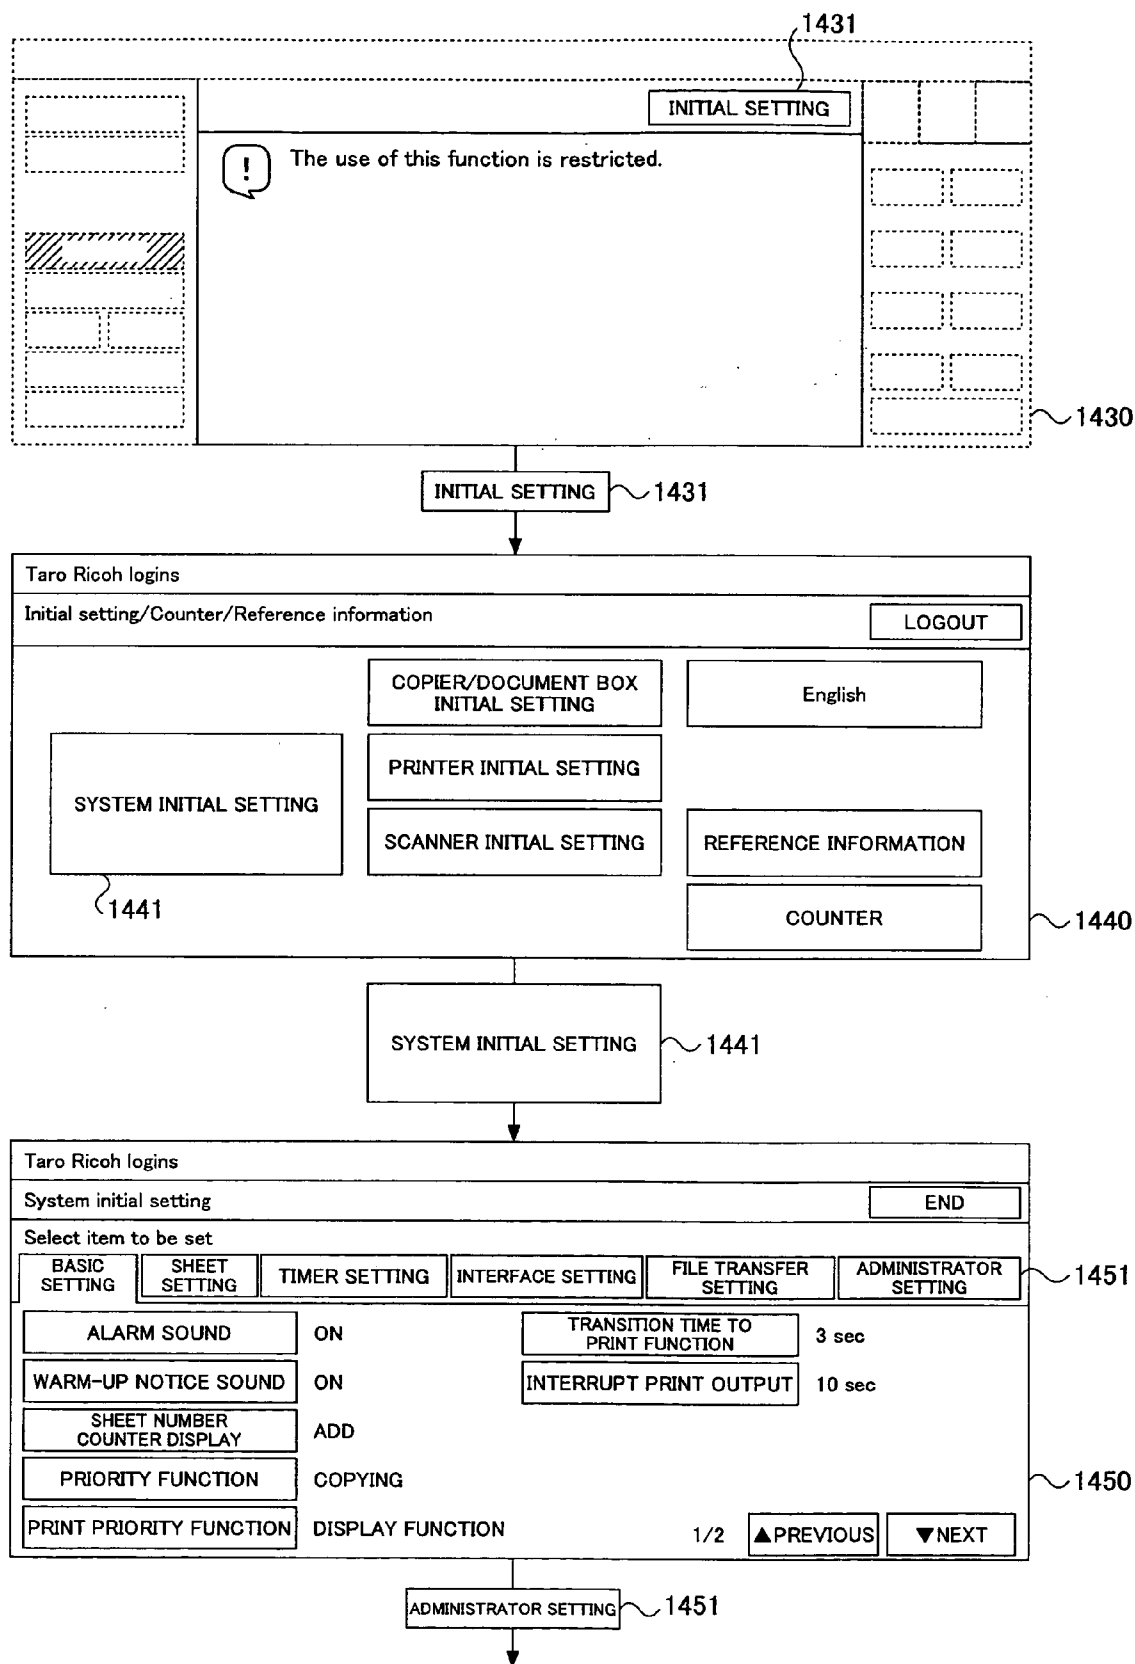 1431
INITIAL SETTING
!
The use of this function is restricted.
1430
INITIAL SETTING
1431
Taro Ricoh logins
Initial setting/Counter/Reference information
LOGOUT
COPIER/DOCUMENT BOX
INITIAL SETTING
English
PRINTER INITIAL SETTING
SYSTEM INITIAL SETTING
SCANNER INITIAL SETTING
REFERENCE INFORMATION
1441
COUNTER
1440
SYSTEM INITIAL SETTING
1441
Taro Ricoh logins
System initial setting
END
Select item to be set
BASIC
SETTING
SHEET
SETTING
TIMER SETTING
INTERFACE SETTING
FILE TRANSFER
SETTING
ADMINISTRATOR
SETTING
1451
ALARM SOUND
ON
TRANSITION TIME TO
PRINT FUNCTION
3 sec
WARM-UP NOTICE SOUND
ON
INTERRUPT PRINT OUTPUT
10 sec
SHEET NUMBER
COUNTER DISPLAY
ADD
PRIORITY FUNCTION
COPYING
1450
PRINT PRIORITY FUNCTION
DISPLAY FUNCTION
1/2
▲PREVIOUS
▼NEXT
ADMINISTRATOR SETTING
1451